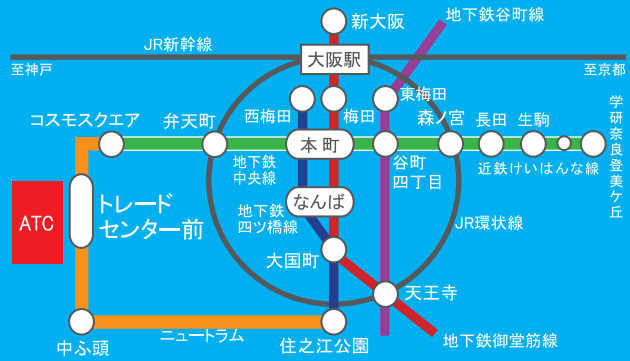 新大阪
地下鉄谷町線
JR新幹線
大阪駅
至神戸
至京都
西梅田
梅田
東梅田
コスモスクエア
弁天町
本町
森ノ宮
長田
生駒
学研奈良登美ケ丘
地下鉄
中央線
谷町
四丁目
近鉄けいはんな線
ATC
トレード
センター前
なんば
地下鉄
四ツ橋線
JR環状線
大国町
天王寺
中ふ頭
ニュートラム
住之江公園
地下鉄御堂筋線